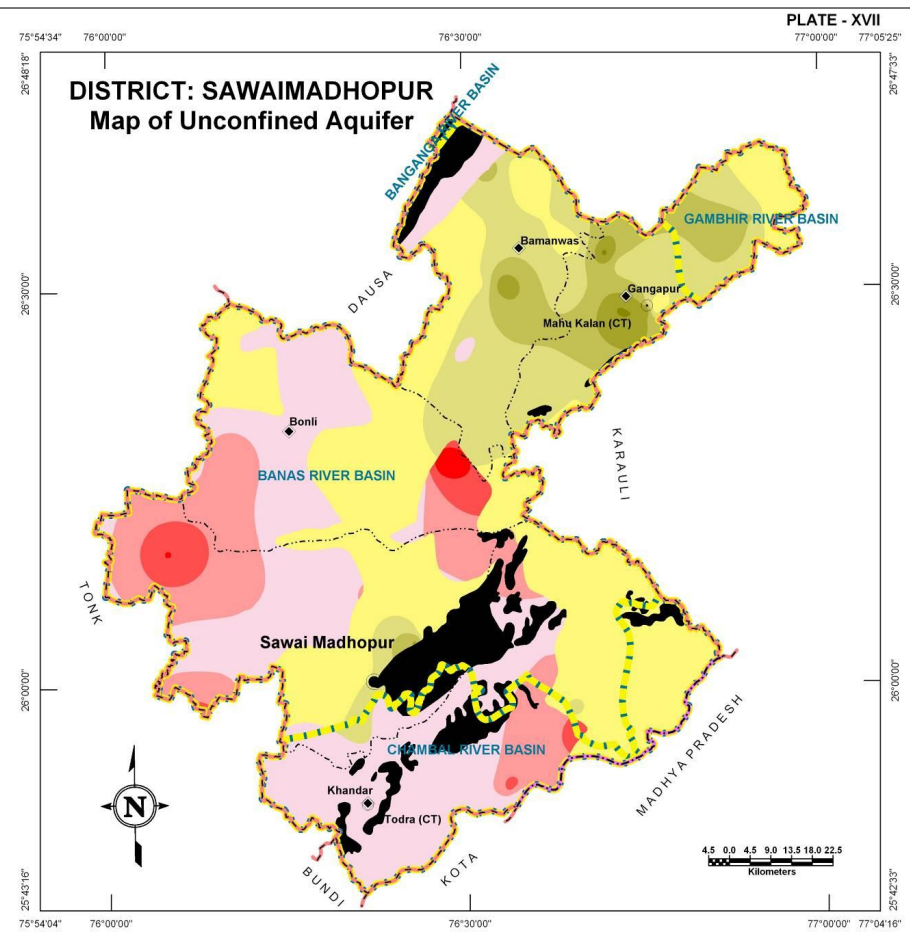 PLATE - XVII
75°54'34"
76°00'00"
76°30'00"
77°00'00"
77°05'25"
26°48'18"
26°47'33"
DISTRICT: SAWAIMADHOPUR
Map of Unconfined Aquifer
BANGANGA RIVER BASIN
GAMBHIR RIVER BASIN
Bamanwas
DAUSA
26°30'00"
26°30'00"
Gangapur
Mahu Kalan (CT)
Bonli
KARAULI
BANAS RIVER BASIN
TONK
Sawai Madhopur
26°00'00"
26°00'00"
MADHYA PRADESH
CHAMBAL RIVER BASIN
Khandar
Todra (CT)
N
4.5 0.0 4.5 9.0 13.5 18.0 22.5
Kilometers
KOTA
BUNDI
25°43'16"
25°42'33"
75°54'04"
76°00'00"
76°30'00"
77°00'00"
77°04'16"